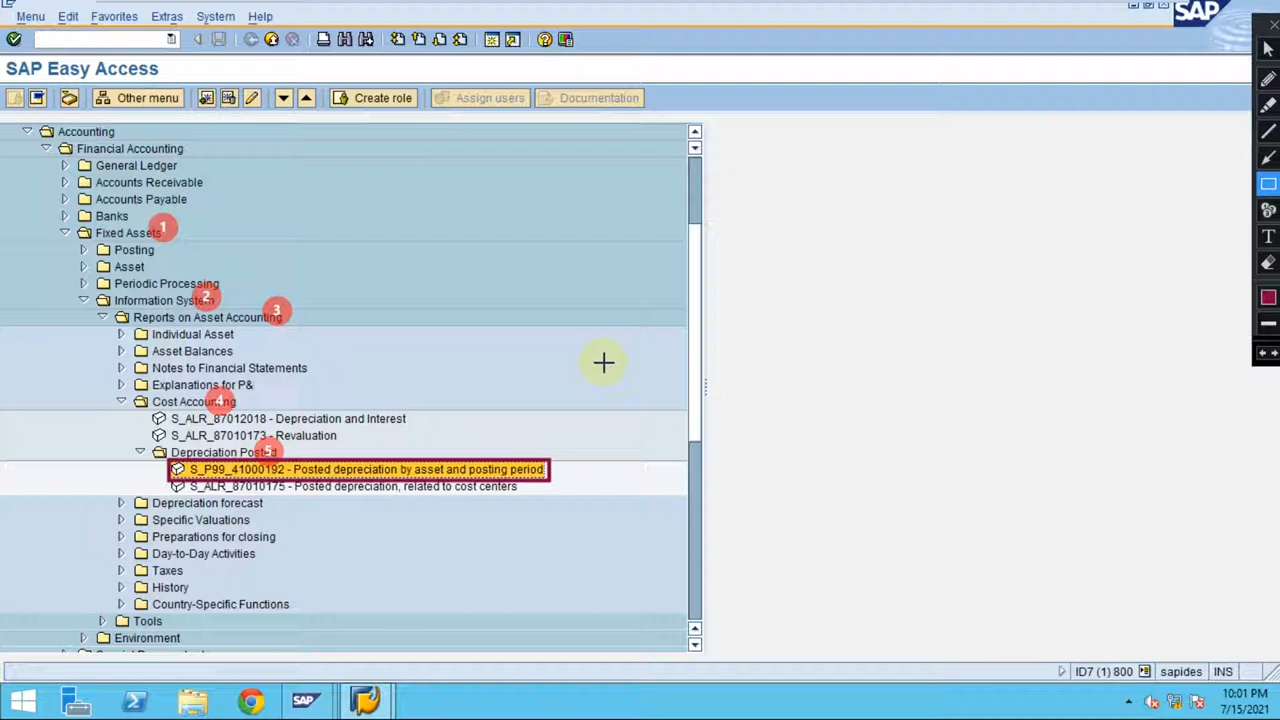 Menu Edit Favorites Extras System Help
SAP
SAP Easy Access
Other menu Create role Assign users Documentation
Accounting
Financial Accounting
General Ledger
Accounts Receivable
Accounts Payable
Banks
1
Fixed Assets
Posting
Asset
Periodic Processing
Information System 2
Reports on Asset Accounting 3
Individual Asset
Asset Balances
Notes to Financial Statements
Explanations for P&
Cost Accounting 4
S_ALR_87012018 - Depreciation and Interest
S_ALR_87010173 - Revaluation
Depreciation Posted 5
S_P99_41000192 - Posted depreciation by asset and posting period
S_ALR_87010175 - Posted depreciation, related to cost centers
Depreciation forecast
Specific Valuations
Preparations for closing
Day-to-Day Activities
Taxes
History
Country-Specific Functions
Tools
Environment
ID7 (1) 800 sapides INS
SAP
10:01 PM
7/15/2021
T